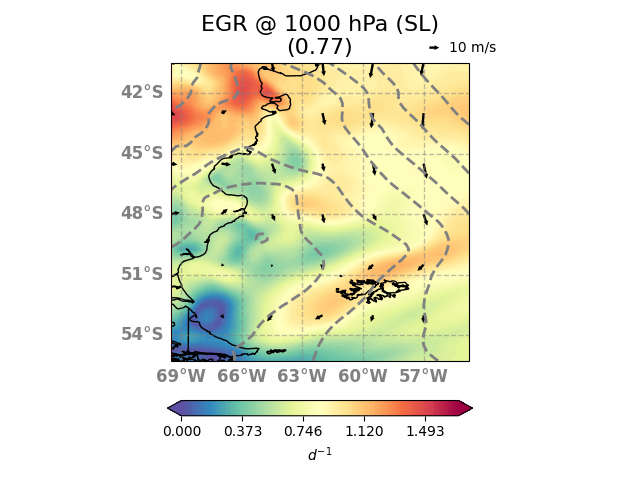 EGR @ 1000 hPa (SL)
(0.77)
10 m/s
42°S
45°S
48°S
51°S
54°S
69°W 66°W 63°W 60°W 57°W
0.000 0.373 0.746 1.120 1.493
d⁻¹